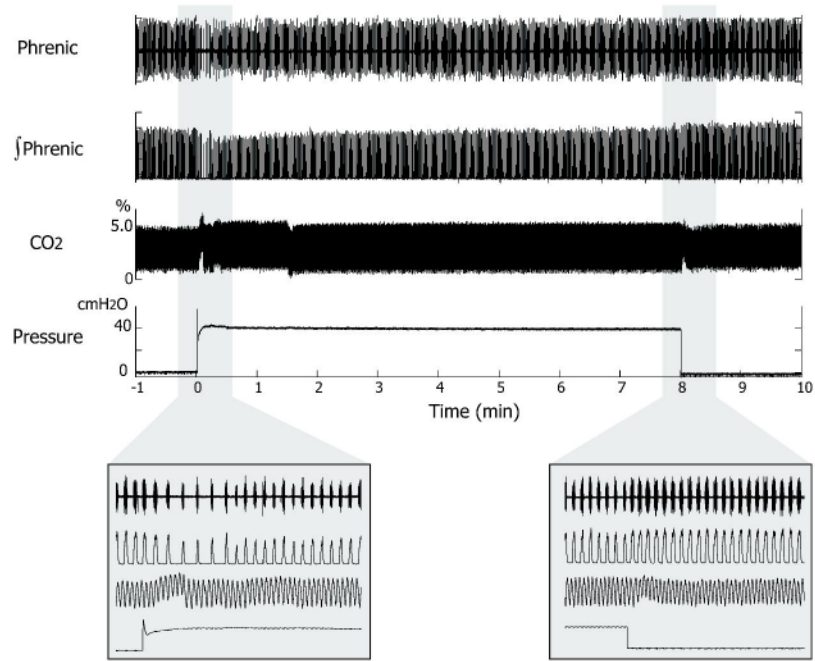 Phrenic
∫Phrenic
%
5.0
CO2
0
cmH2O
40
Pressure
0
-1 0 1 2 3 4 5 6 7 8 9 10
Time (min)